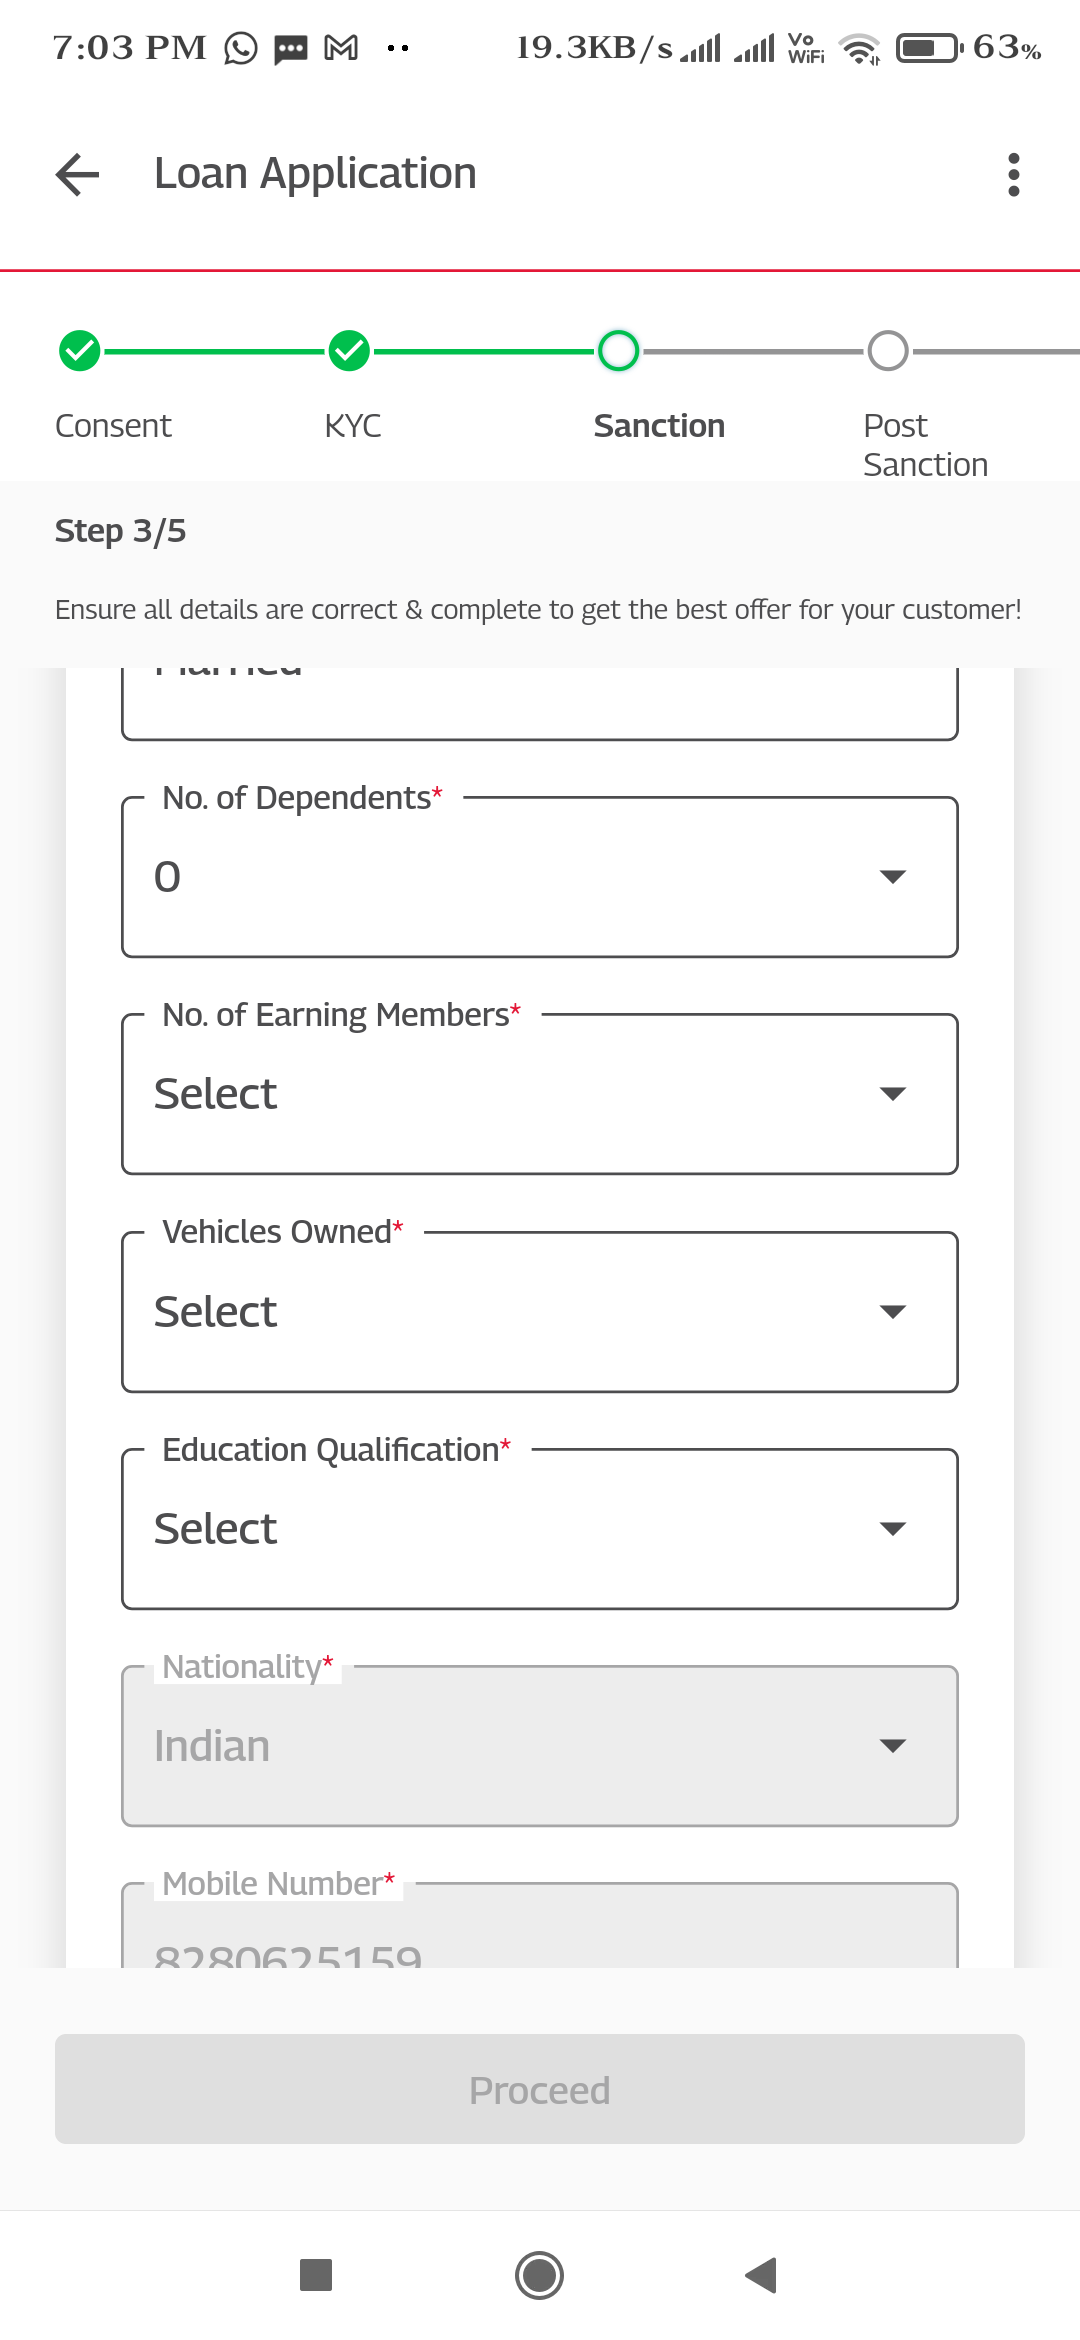 7:03 PM 19.3KB/s Vo WiFi 63%
Loan Application
Consent KYC Sanction Post Sanction
Step 3/5
Ensure all details are correct & complete to get the best offer for your customer!
Married
No. of Dependents*
0
No. of Earning Members*
Select
Vehicles Owned*
Select
Education Qualification*
Select
Nationality*
Indian
Mobile Number*
8280625159
Proceed